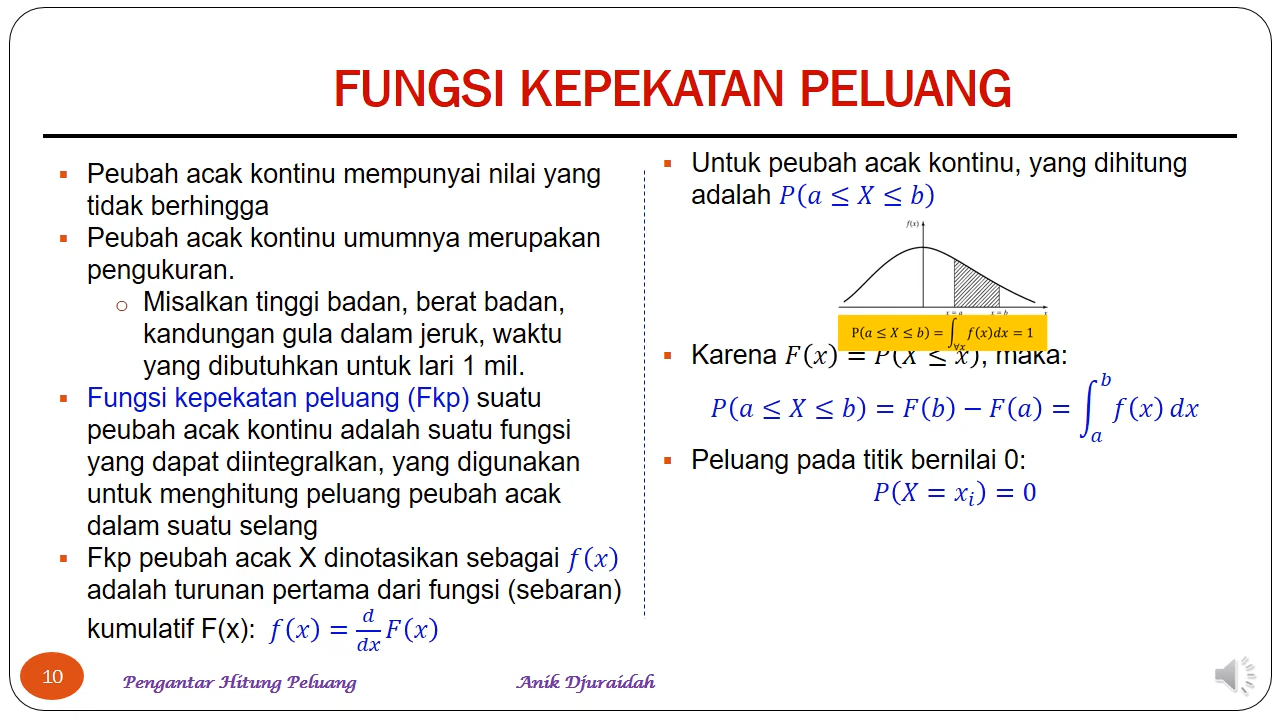 FUNGSI KEPEKATAN PELUANG
▪ Peubah acak kontinu mempunyai nilai yang
tidak berhingga
▪ Peubah acak kontinu umumnya merupakan
pengukuran.
o Misalkan tinggi badan, berat badan,
kandungan gula dalam jeruk, waktu
yang dibutuhkan untuk lari 1 mil.
▪ Fungsi kepekatan peluang (Fkp) suatu
peubah acak kontinu adalah suatu fungsi
yang dapat diintegralkan, yang digunakan
untuk menghitung peluang peubah acak
dalam suatu selang
▪ Fkp peubah acak X dinotasikan sebagai f(x)
adalah turunan pertama dari fungsi (sebaran)
kumulatif F(x): f(x) = d/dx F(x)
▪ Untuk peubah acak kontinu, yang dihitung
adalah P(a ≤ X ≤ b)
f(x)
x = a x = b x
P(a ≤ X ≤ b) = ∫∀x f(x)dx = 1
▪ Karena F(x) = P(X ≤ x), maka:
P(a ≤ X ≤ b) = F(b) − F(a) = ∫_a^b f(x) dx
▪ Peluang pada titik bernilai 0:
P(X = xᵢ) = 0
10
Pengantar Hitung Peluang
Anik Djuraidah